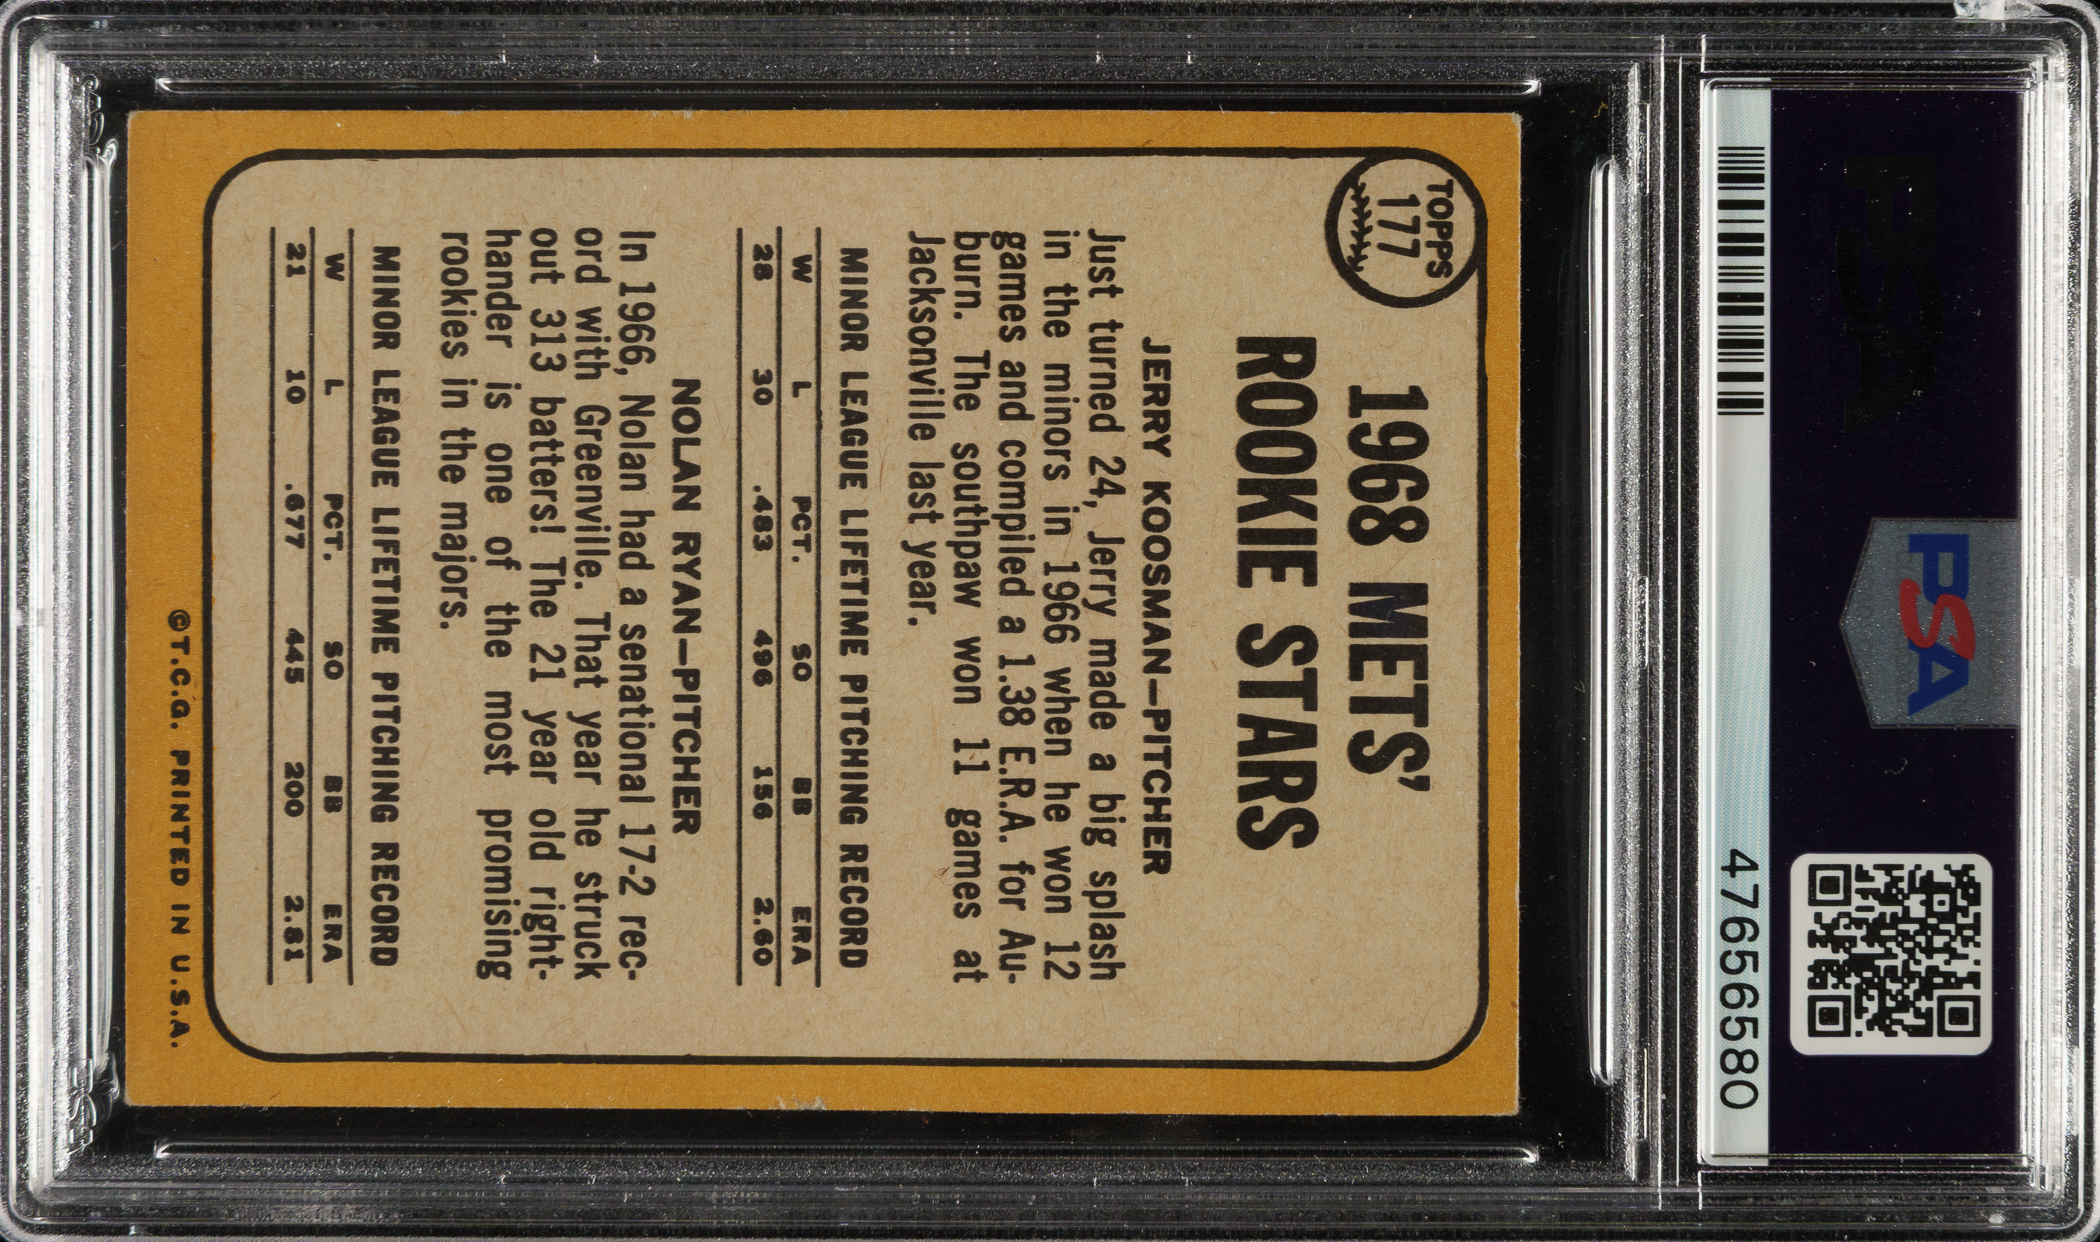 PSA
47656580
TOPPS
177
1968 METS'
ROOKIE STARS
JERRY KOOSMAN—PITCHER
Just turned 24, Jerry made a big splash
in the minors in 1966 when he won 12
games and compiled a 1.38 E.R.A. for Au-
burn. The southpaw won 11 games at
Jacksonville last year.
MINOR LEAGUE LIFETIME PITCHING RECORD
W L PCT. SO BB ERA
28 30 .483 496 156 2.60
NOLAN RYAN—PITCHER
In 1966, Nolan had a senational 17-2 rec-
ord with Greenville. That year he struck
out 313 batters! The 21 year old right-
hander is one of the most promising
rookies in the majors.
MINOR LEAGUE LIFETIME PITCHING RECORD
W L PCT. SO BB ERA
21 10 .677 445 200 2.81
©T.C.G. PRINTED IN U.S.A.